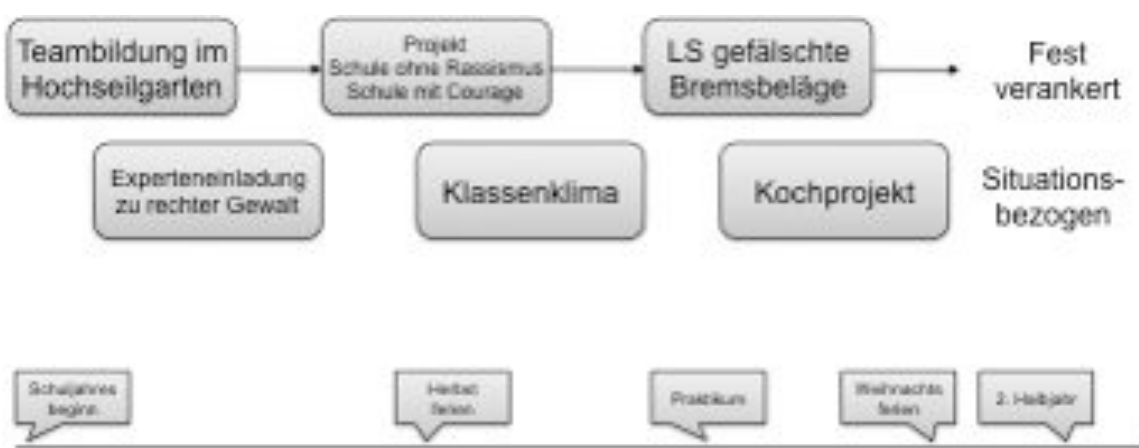 Teambildung im
Hochseilgarten
Projekt
Schule ohne Rassismus
Schule mit Courage
LS gefälschte
Bremsbeläge
Fest
verankert
Experteneinladung
zu rechter Gewalt
Klassenklima
Kochprojekt
Situations-
bezogen
Schuljahres
beginn
Herbst
ferien
Praktikum
Weihnachts
ferien
2. Halbjahr